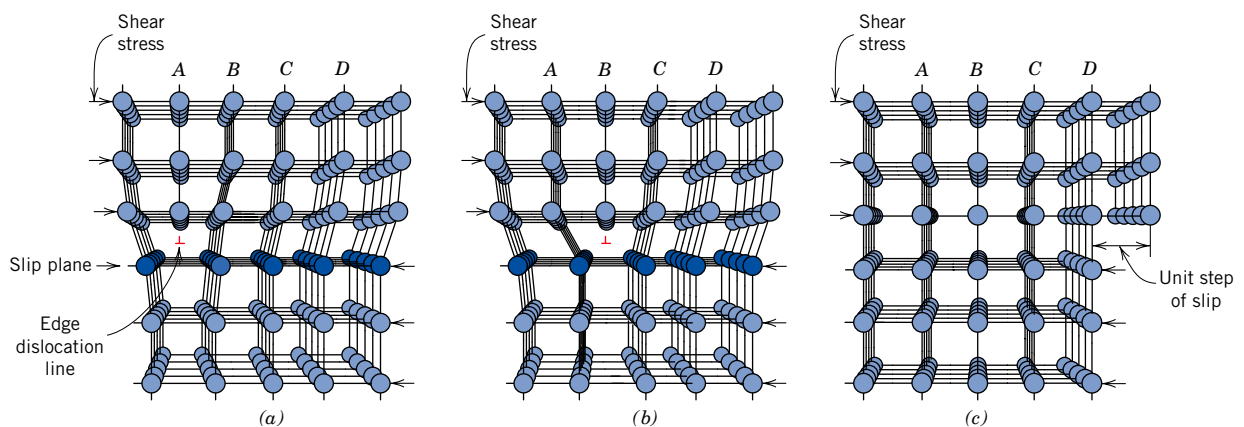 Shear
stress
A B C D
Slip plane
Edge
dislocation
line
(a)
Shear
stress
A B C D
(b)
Shear
stress
A B C D
Unit step
of slip
(c)